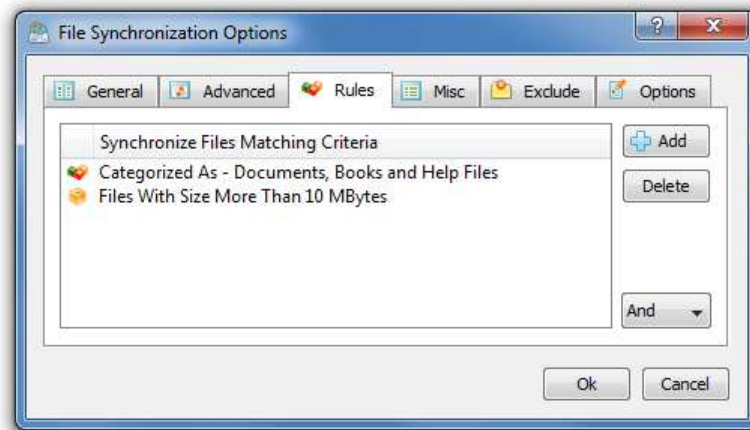 File Synchronization Options
? X
General Advanced Rules Misc Exclude Options
Synchronize Files Matching Criteria
Add
Categorized As - Documents, Books and Help Files
Files With Size More Than 10 MBytes
Delete
And
Ok Cancel